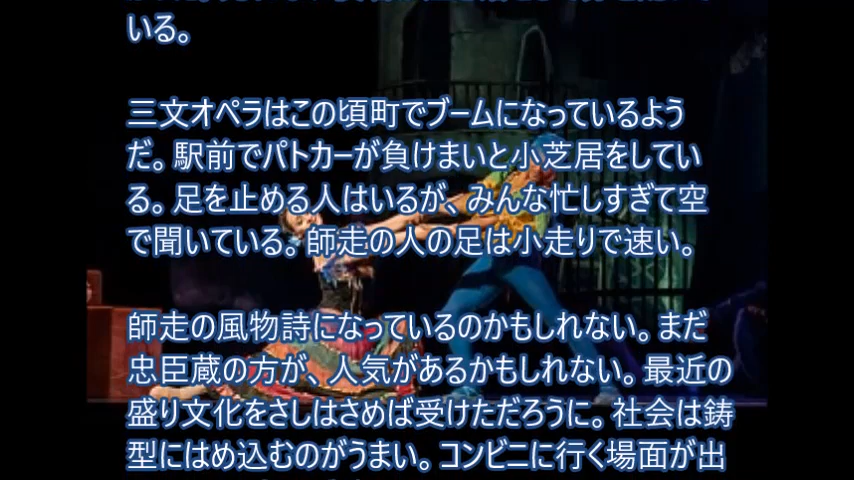 いる。
三文オペラはこの頃町でブームになっているよう
だ。駅前でパトカーが負けまいと小芝居をしてい
る。足を止める人はいるが、みんな忙しすぎて空
で聞いている。師走の人の足は小走りで速い。
師走の風物詩になっているのかもしれない。まだ
忠臣蔵の方が、人気があるかもしれない。最近の
盛り文化をさしはさめば受けただろうに。社会は鋳
型にはめ込むのがうまい。コンビニに行く場面が出